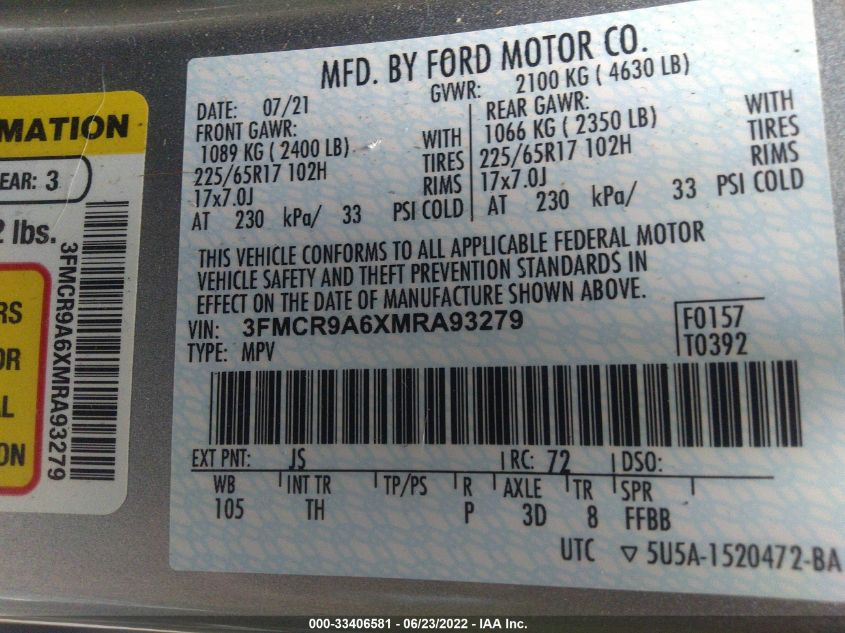 MFD. BY FORD MOTOR CO.
DATE: 07/21
GVWR: 2100 KG ( 4630 LB)
FRONT GAWR:
1089 KG ( 2400 LB) WITH
225/65R17 102H TIRES
17x7.0J RIMS
AT 230 kPa/ 33 PSI COLD
REAR GAWR:
1066 KG ( 2350 LB) WITH
225/65R17 102H TIRES
17x7.0J RIMS
AT 230 kPa/ 33 PSI COLD
THIS VEHICLE CONFORMS TO ALL APPLICABLE FEDERAL MOTOR
VEHICLE SAFETY AND THEFT PREVENTION STANDARDS IN
EFFECT ON THE DATE OF MANUFACTURE SHOWN ABOVE.
VIN: 3FMCR9A6XMRA93279
TYPE: MPV
F0157
T0392
EXT PNT: JS RC: 72 DSO:
WB INT TR TP/PS R AXLE TR SPR
105 TH P 3D 8 FFBB
UTC ▽ 5U5A-1520472-BA
MATION
EAR: 3
2 lbs.
RS
OR
AL
ON
3FMCR9A6XMRA93279
000-33406581 - 06/23/2022 - IAA Inc.